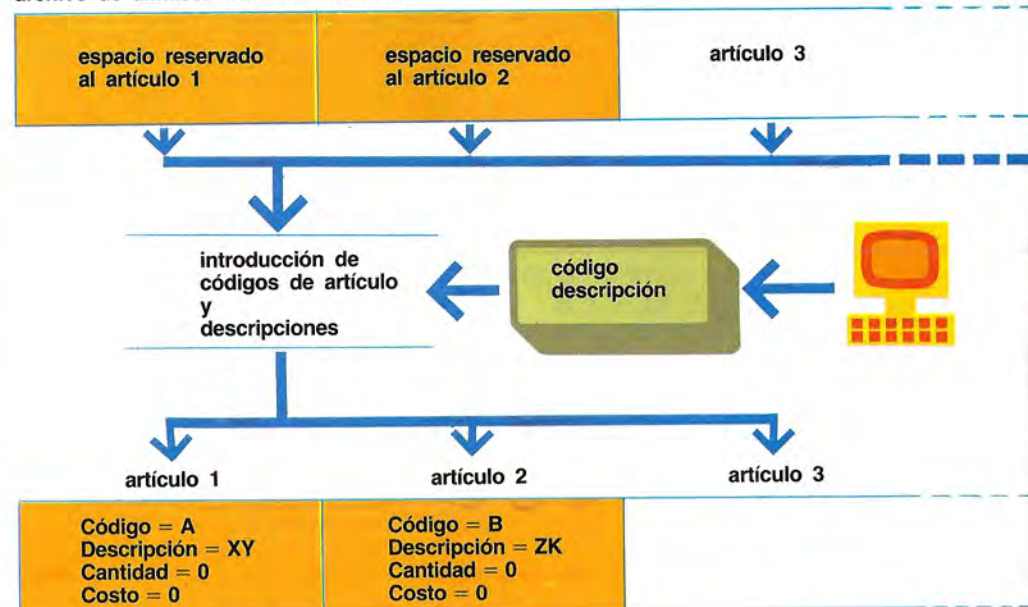 espacio reservado
al artículo 1
espacio reservado
al artículo 2
artículo 3
introducción de
códigos de artículo
y
descripciones
código
descripción
artículo 1
artículo 2
artículo 3
Código = A
Descripción = XY
Cantidad = 0
Costo = 0
Código = B
Descripción = ZK
Cantidad = 0
Costo = 0